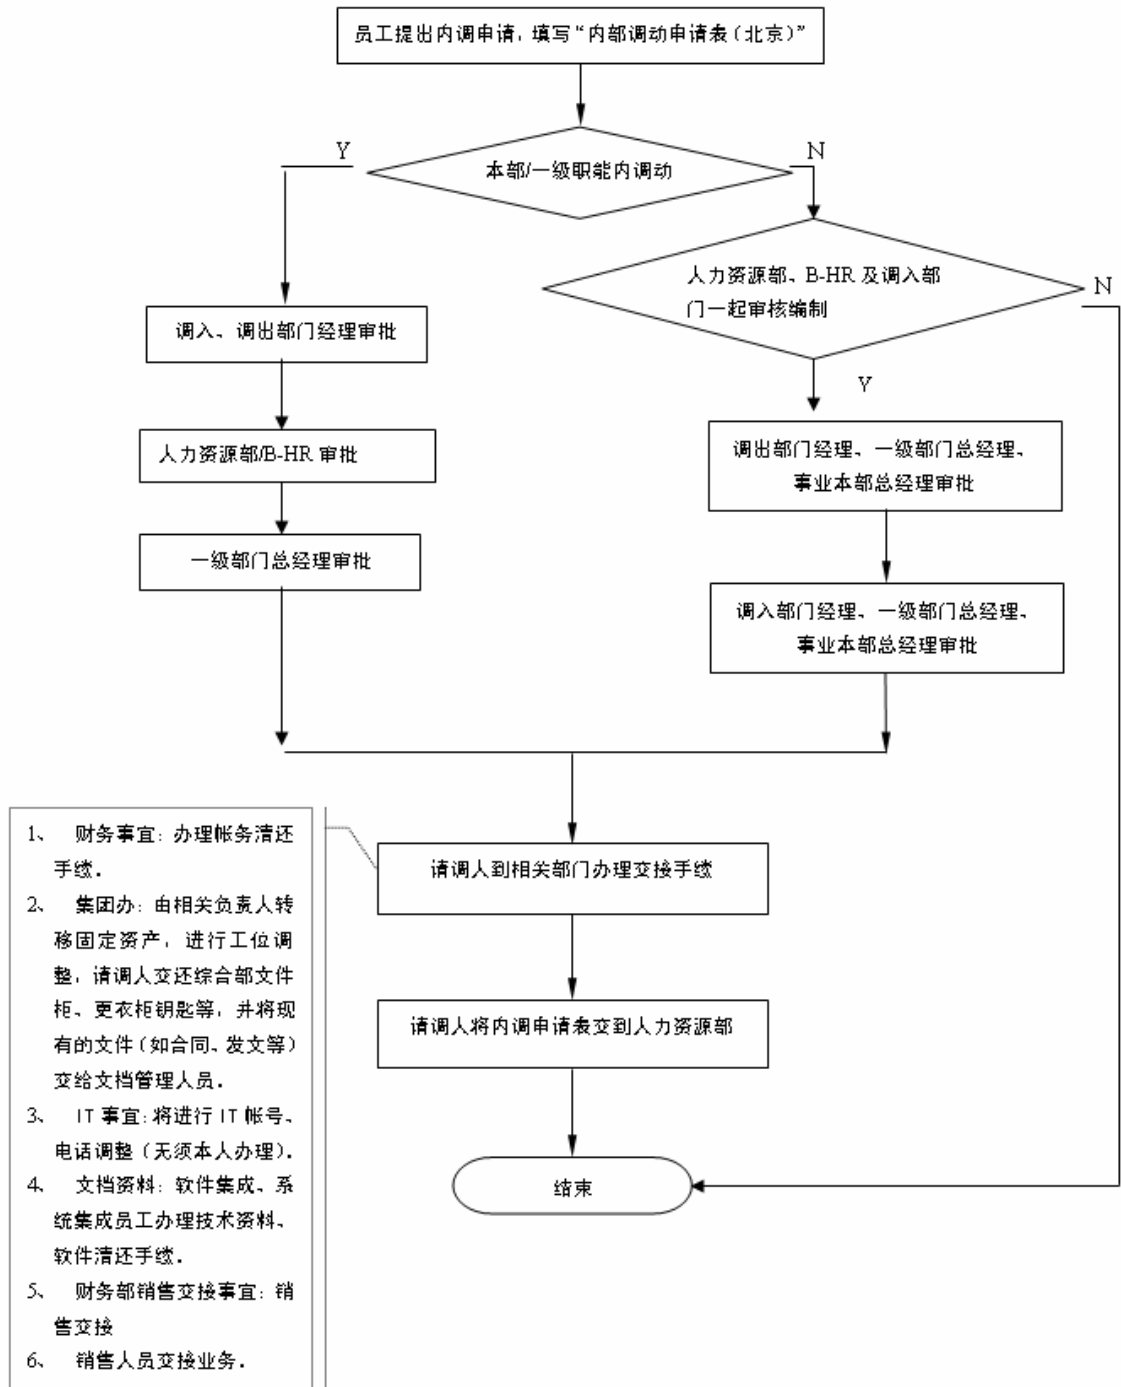 员工提出内调申请，填写“内部调动申请表（北京）”
Y
本部/一级职能内调动
N
人力资源部、B-HR 及调入部
门一起审核编制
N
Y
调入、调出部门经理审批
人力资源部/B-HR 审批
一级部门总经理审批
调出部门经理、一级部门总经理、
事业本部总经理审批
调入部门经理、一级部门总经理、
事业本部总经理审批
请调人到相关部门办理交接手续
请调人将内调申请表交到人力资源部
结束
1、 财务事宜：办理帐务清还
手续．
2、 集团办：由相关负责人转
移固定资产，进行工位调
整，请调人交还综合部文件
柜、更衣柜钥匙等，并将现
有的文件（如合同、发文等）
交给文档管理人员．
3、 IT 事宜：将进行 IT 帐号、
电话调整（无须本人办理）．
4、 文档资料：软件集成、系
统集成员工办理技术资料、
软件清还手续．
5、 财务部销售交接事宜：销
售交接
6、 销售人员交接业务．